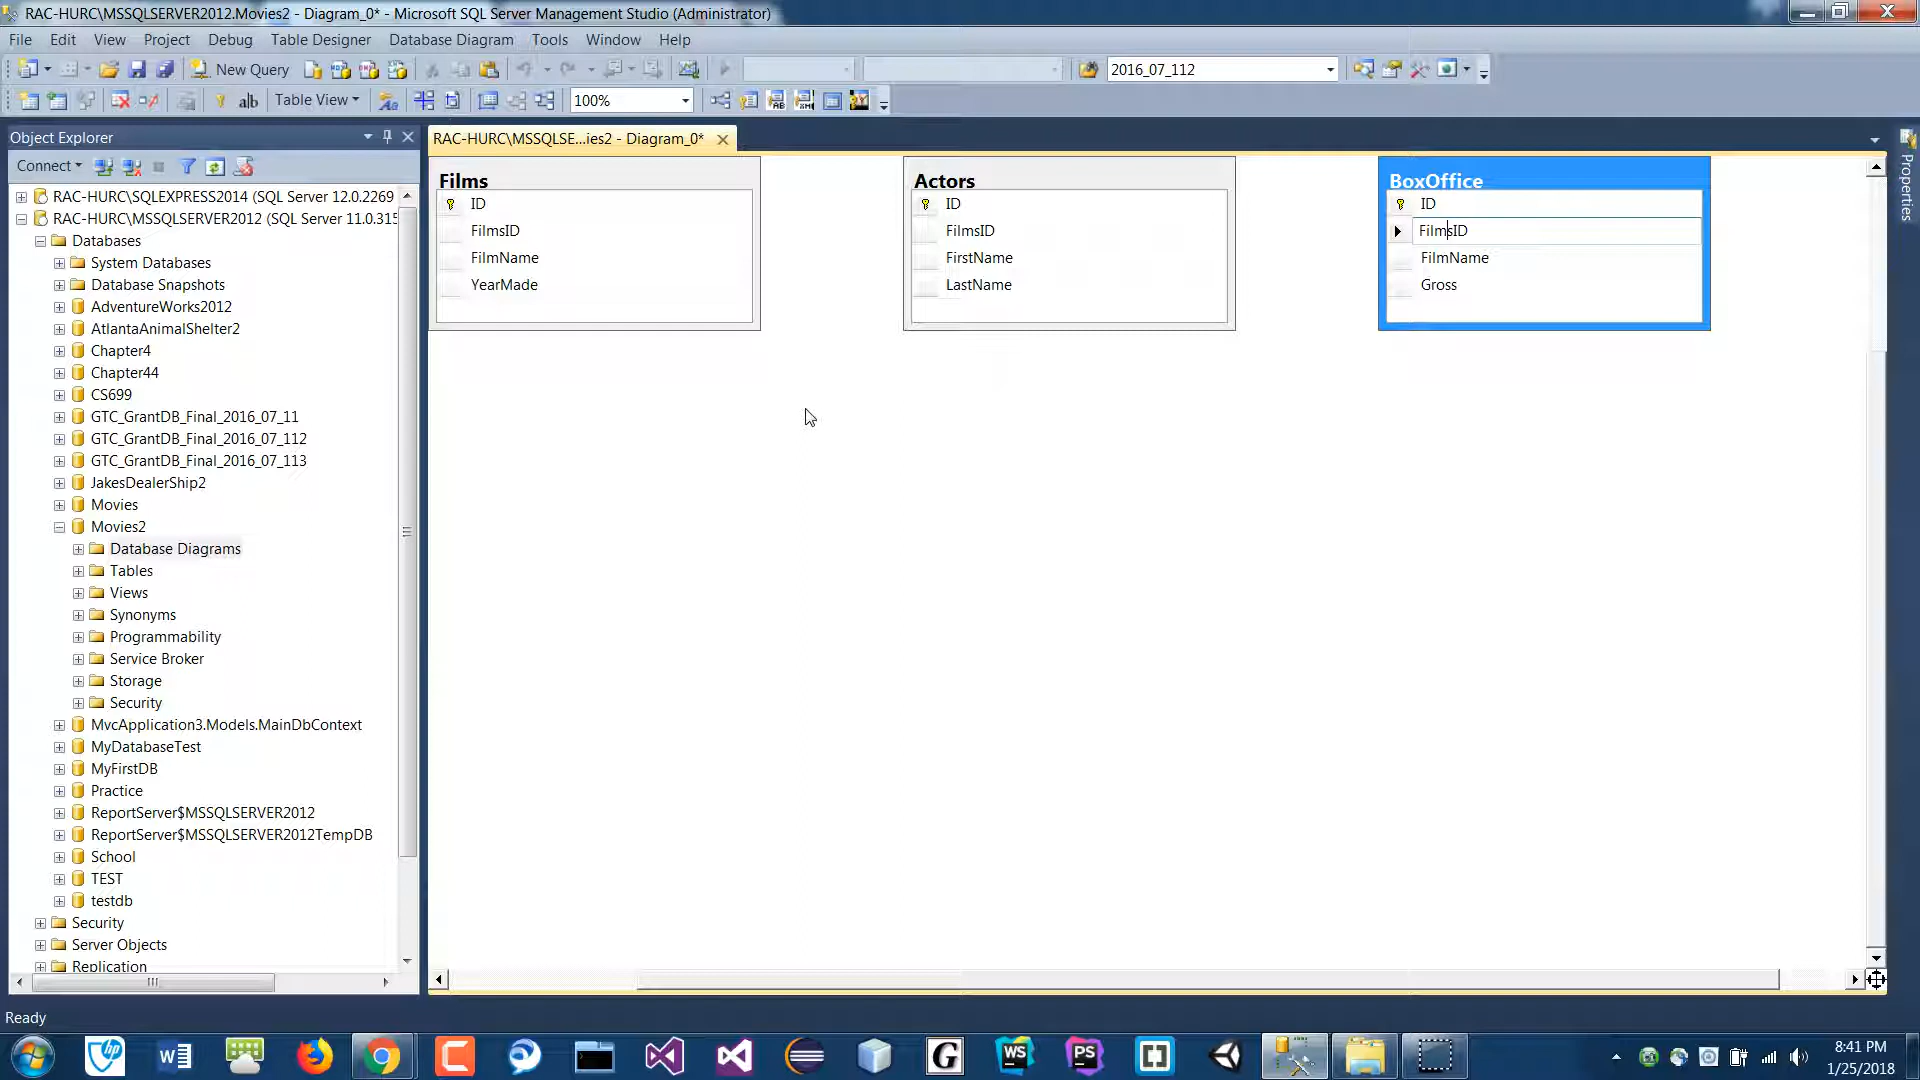 RAC-HURC\MSSQLSERVER2012.Movies2 - Diagram_0* - Microsoft SQL Server Management Studio (Administrator)
File Edit View Project Debug Table Designer Database Diagram Tools Window Help
New Query
2016_07_112
ab Table View 100%
Object Explorer
RAC-HURC\MSSQLSE...ies2 - Diagram_0*
Properties
Connect
RAC-HURC\SQLEXPRESS2014 (SQL Server 12.0.2269
RAC-HURC\MSSQLSERVER2012 (SQL Server 11.0.315
Databases
System Databases
Database Snapshots
AdventureWorks2012
AtlantaAnimalShelter2
Chapter4
Chapter44
CS699
GTC_GrantDB_Final_2016_07_11
GTC_GrantDB_Final_2016_07_112
GTC_GrantDB_Final_2016_07_113
JakesDealerShip2
Movies
Movies2
Database Diagrams
Tables
Views
Synonyms
Programmability
Service Broker
Storage
Security
MvcApplication3.Models.MainDbContext
MyDatabaseTest
MyFirstDB
Practice
ReportServer$MSSQLSERVER2012
ReportServer$MSSQLSERVER2012TempDB
School
TEST
testdb
Security
Server Objects
Replication
Films
ID
FilmsID
FilmName
YearMade
Actors
ID
FilmsID
FirstName
LastName
BoxOffice
ID
FilmsID
FilmName
Gross
Ready
hp
W
C
G
WS
PS
8:41 PM
1/25/2018